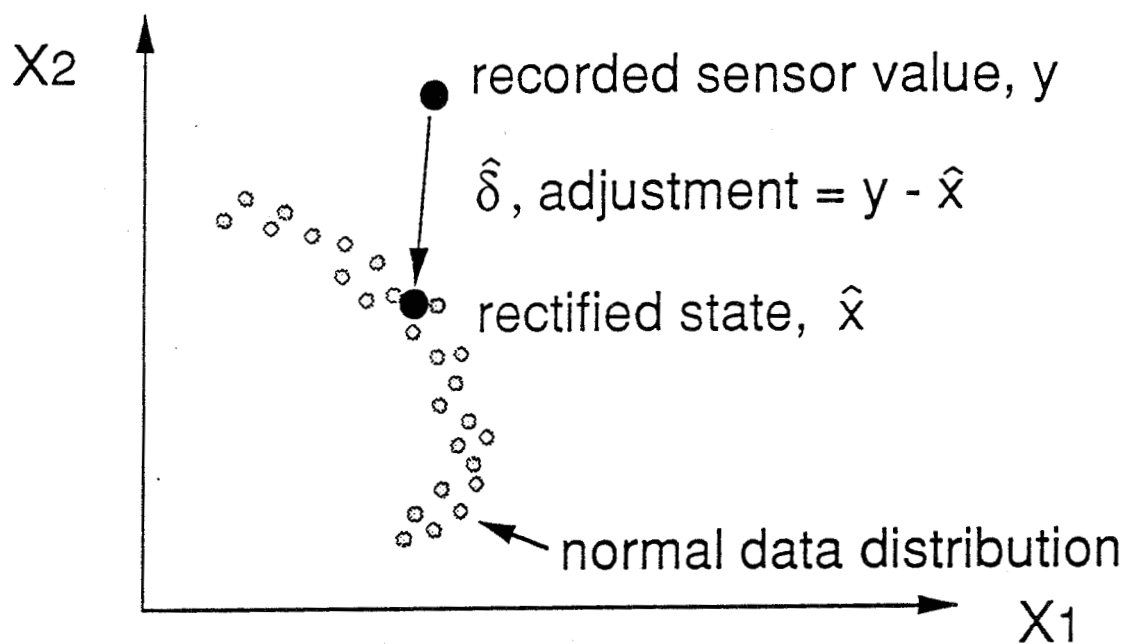 X2
recorded sensor value, y
δ̂, adjustment = y - x̂
rectified state, x̂
normal data distribution
X1